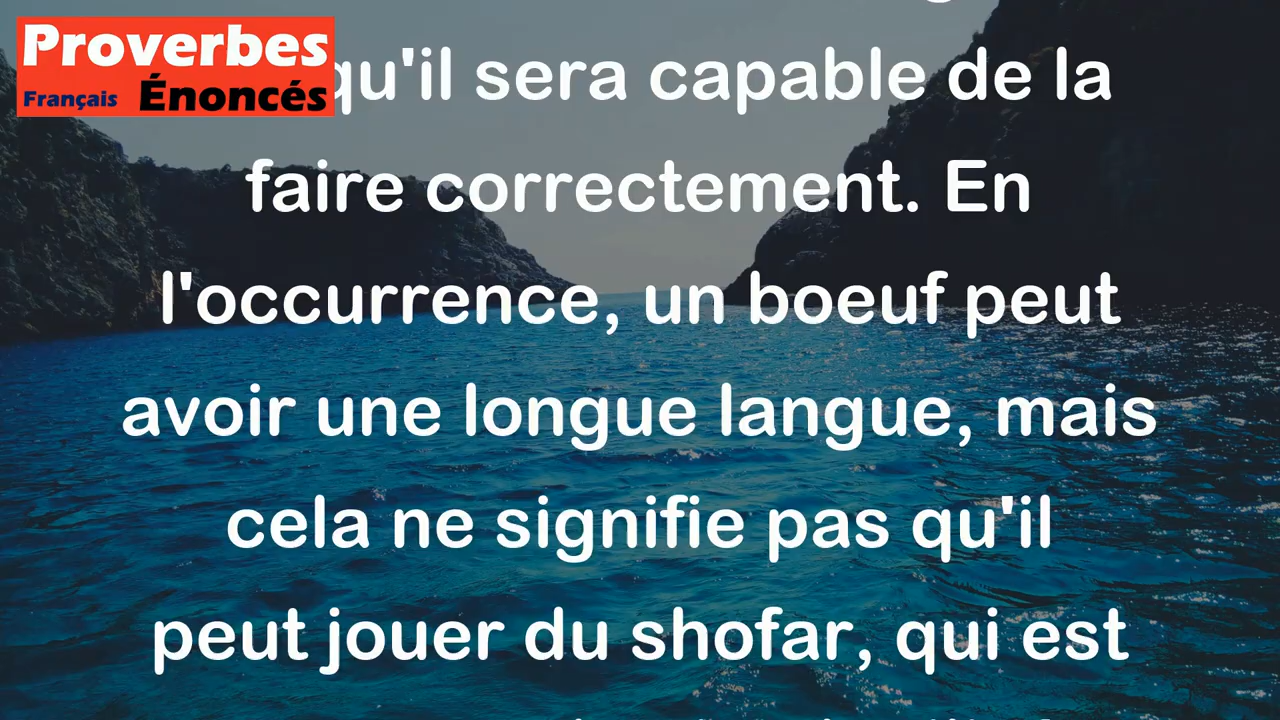 Proverbes
Français Énoncés
qu'il sera capable de la
faire correctement. En
l'occurrence, un boeuf peut
avoir une longue langue, mais
cela ne signifie pas qu'il
peut jouer du shofar, qui est